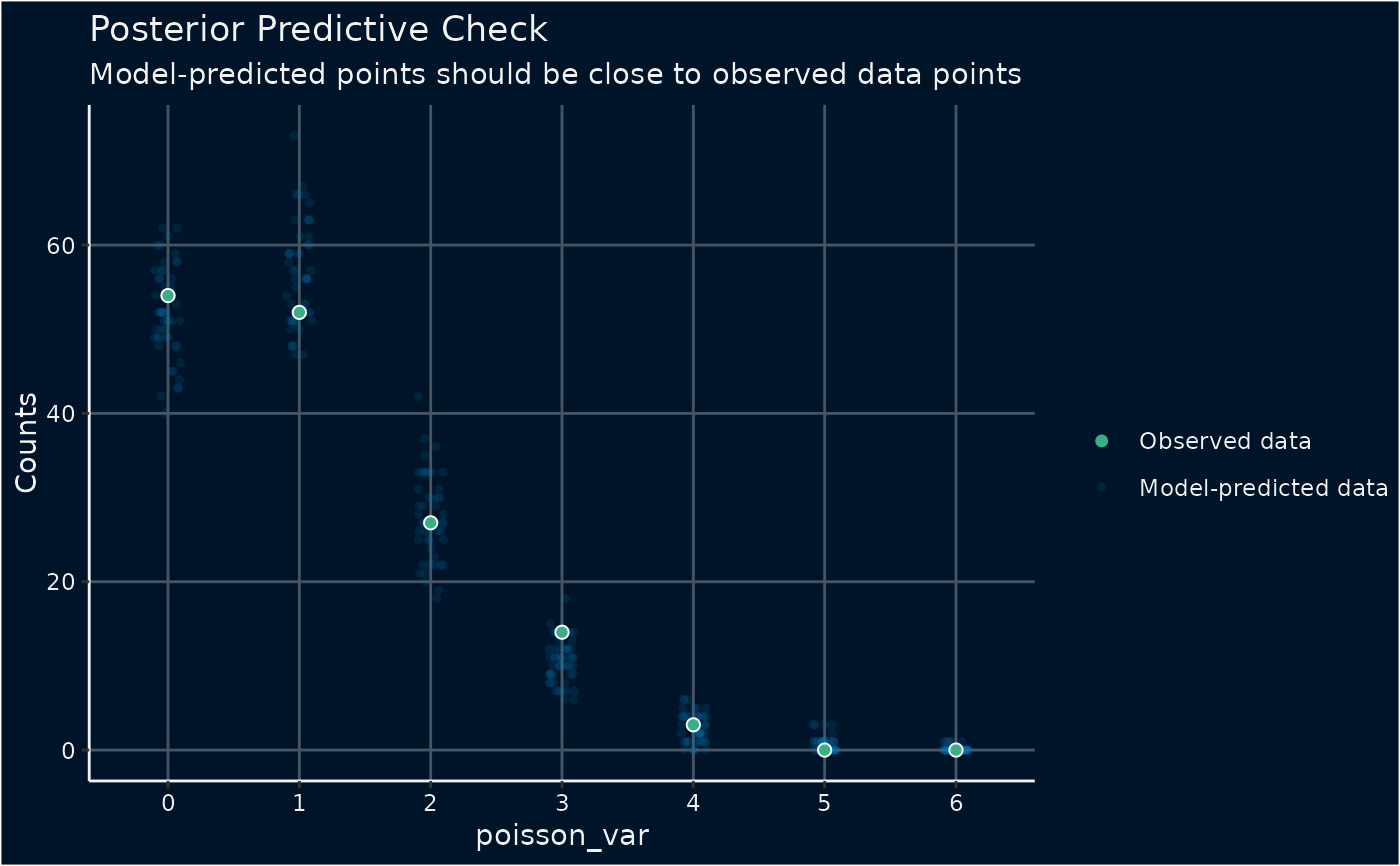 Posterior Predictive Check
Model-predicted points should be close to observed data points
Counts
60
40
20
0
0 1 2 3 4 5 6
poisson_var
Observed data
Model-predicted data